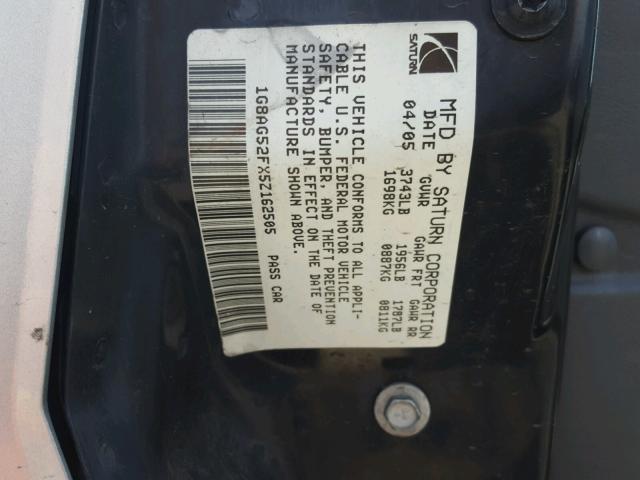 SATURN
MFD BY SATURN CORPORATION
DATE GVWR GAWR FRT GAWR RR
04/05 3743LB 1956LB 1787LB
1698KG 0887KG 0811KG
THIS VEHICLE CONFORMS TO ALL APPLI-
CABLE U.S. FEDERAL MOTOR VEHICLE
SAFETY, BUMPER, AND THEFT PREVENTION
STANDARDS IN EFFECT ON THE DATE OF
MANUFACTURE SHOWN ABOVE.
1G8AG52FX5Z162505 PASS CAR